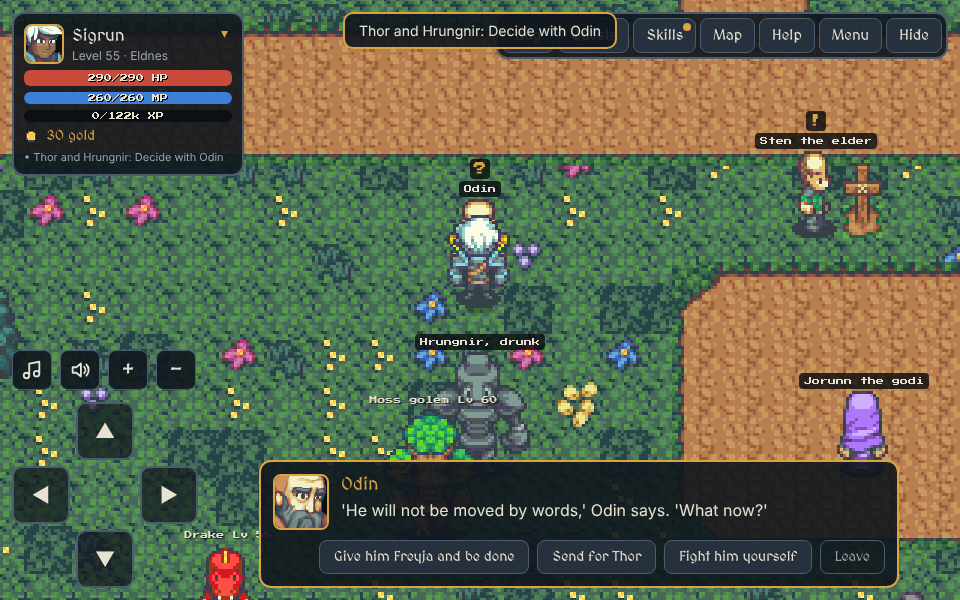 Sigrun
Level 55 · Eldnes
290/290 HP
260/260 MP
0/122k XP
30 gold
• Thor and Hrungnir: Decide with Odin
Thor and Hrungnir: Decide with Odin
Skills
Map
Help
Menu
Hide
!
Sten the elder
?
Odin
Hrungnir, drunk
Moss golem Lv 60
Jorunn the godi
Drake Lv 5
Odin
'He will not be moved by words,' Odin says. 'What now?'
Give him Freyja and be done
Send for Thor
Fight him yourself
Leave